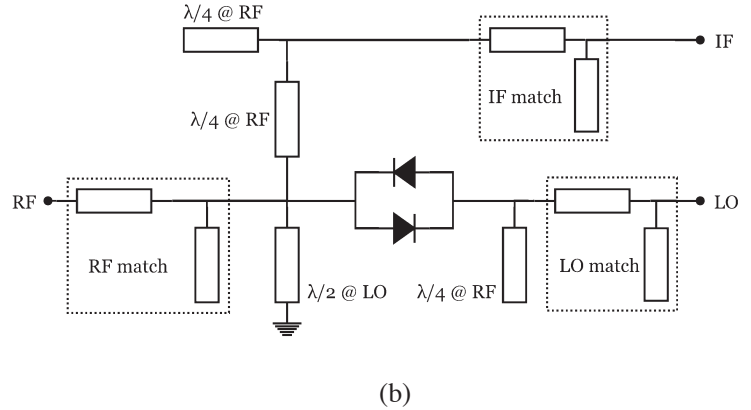 λ/4 @ RF
IF
IF match
λ/4 @ RF
RF
LO
RF match
LO match
λ/2 @ LO
λ/4 @ RF
(b)